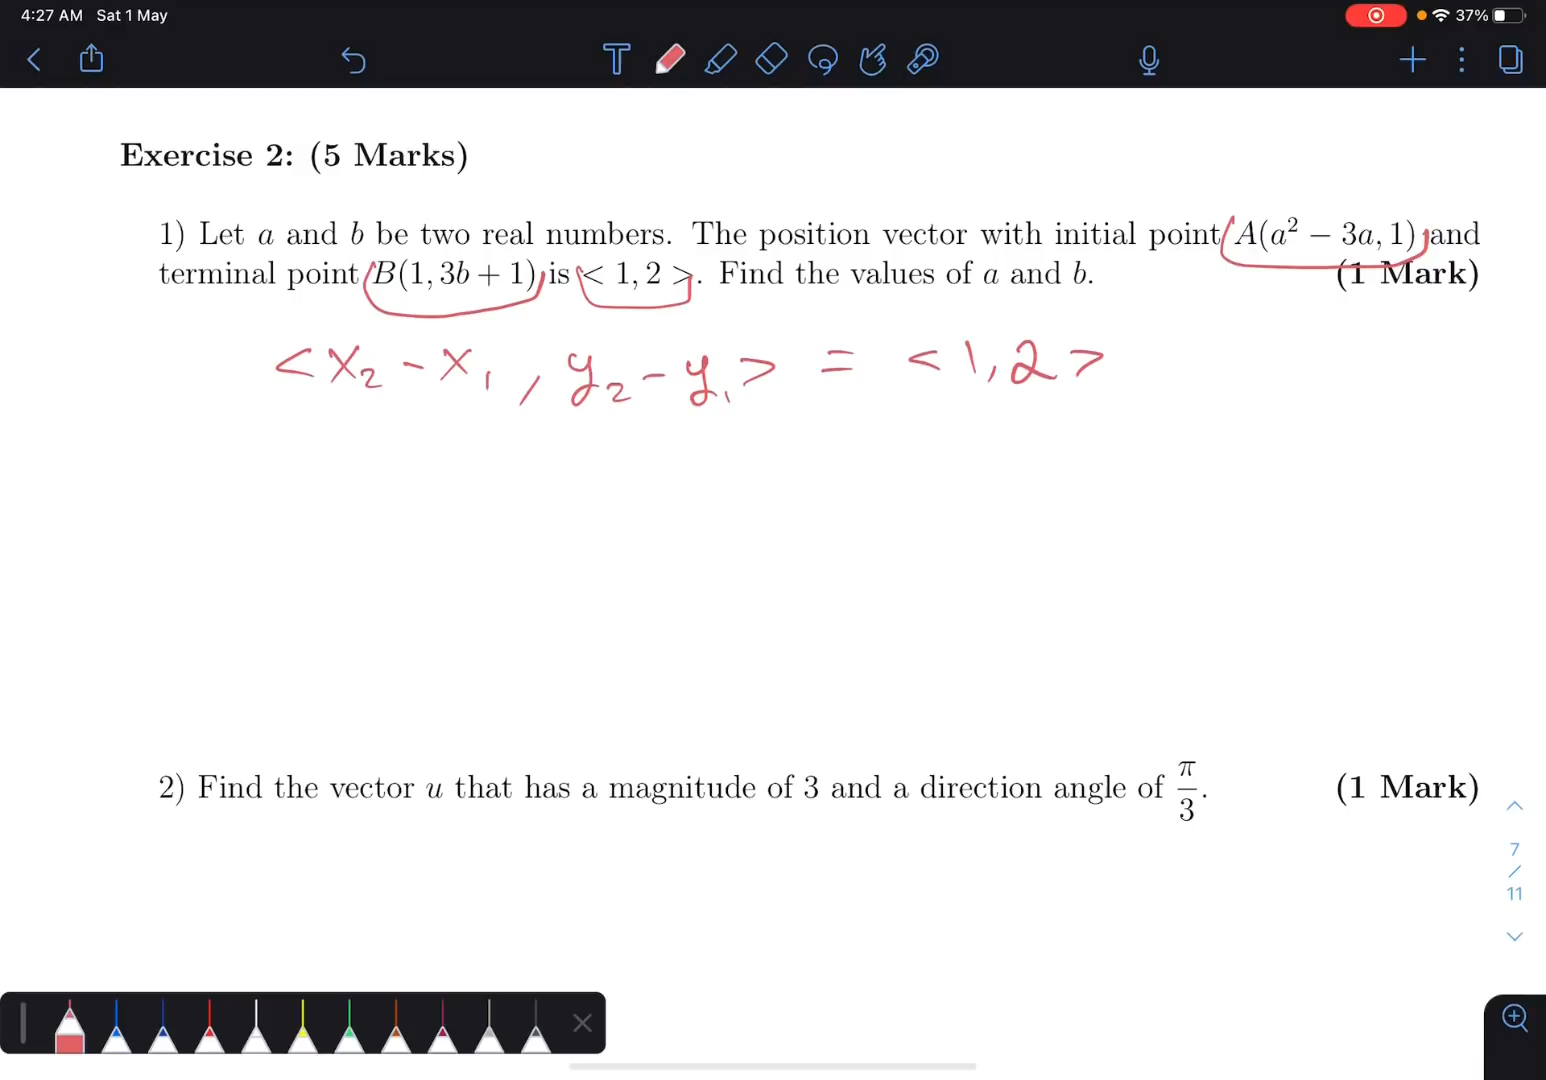 4:27 AM Sat 1 May 37%
T
Exercise 2: (5 Marks)
1) Let a and b be two real numbers. The position vector with initial point A(a² − 3a, 1) and
terminal point B(1, 3b + 1) is < 1, 2 >. Find the values of a and b. (1 Mark)
<x₂ - x₁, y₂ - y₁> = <1, 2>
2) Find the vector u that has a magnitude of 3 and a direction angle of π/3. (1 Mark)
7
/
11